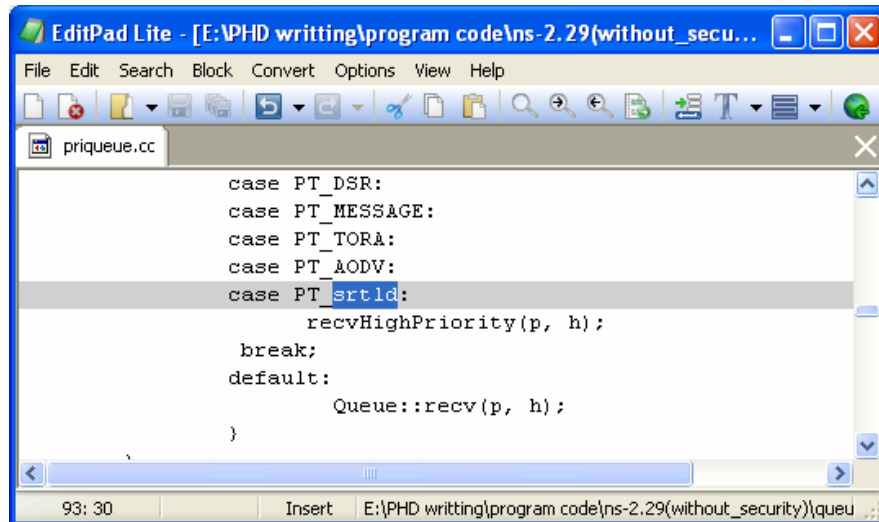 EditPad Lite - [E:\PHD writting\program code\ns-2.29(without_secu...
File Edit Search Block Convert Options View Help
priqueue.cc
case PT_DSR:
case PT_MESSAGE:
case PT_TORA:
case PT_AODV:
case PT_srtld:
recvHighPriority(p, h);
break;
default:
Queue::recv(p, h);
}
}
93: 30 Insert E:\PHD writting\program code\ns-2.29(without_security)\queu